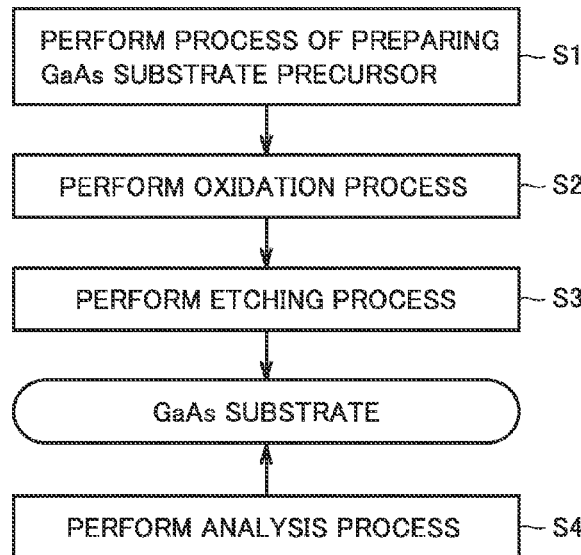 PERFORM PROCESS OF PREPARING
GaAs SUBSTRATE PRECURSOR
S1
PERFORM OXIDATION PROCESS
S2
PERFORM ETCHING PROCESS
S3
GaAs SUBSTRATE
PERFORM ANALYSIS PROCESS
S4